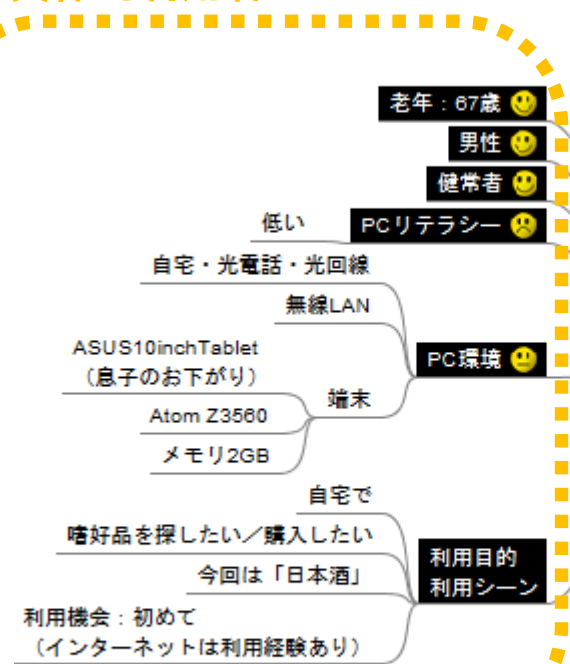 老年：67歳
男性
健常者
PCリテラシー
低い
PC環境
自宅・光電話・光回線
無線LAN
端末
ASUS10inchTablet
（息子のお下がり）
Atom Z3560
メモリ2GB
利用目的
利用シーン
自宅で
嗜好品を探したい／購入したい
今回は「日本酒」
利用機会：初めて
（インターネットは利用経験あり）